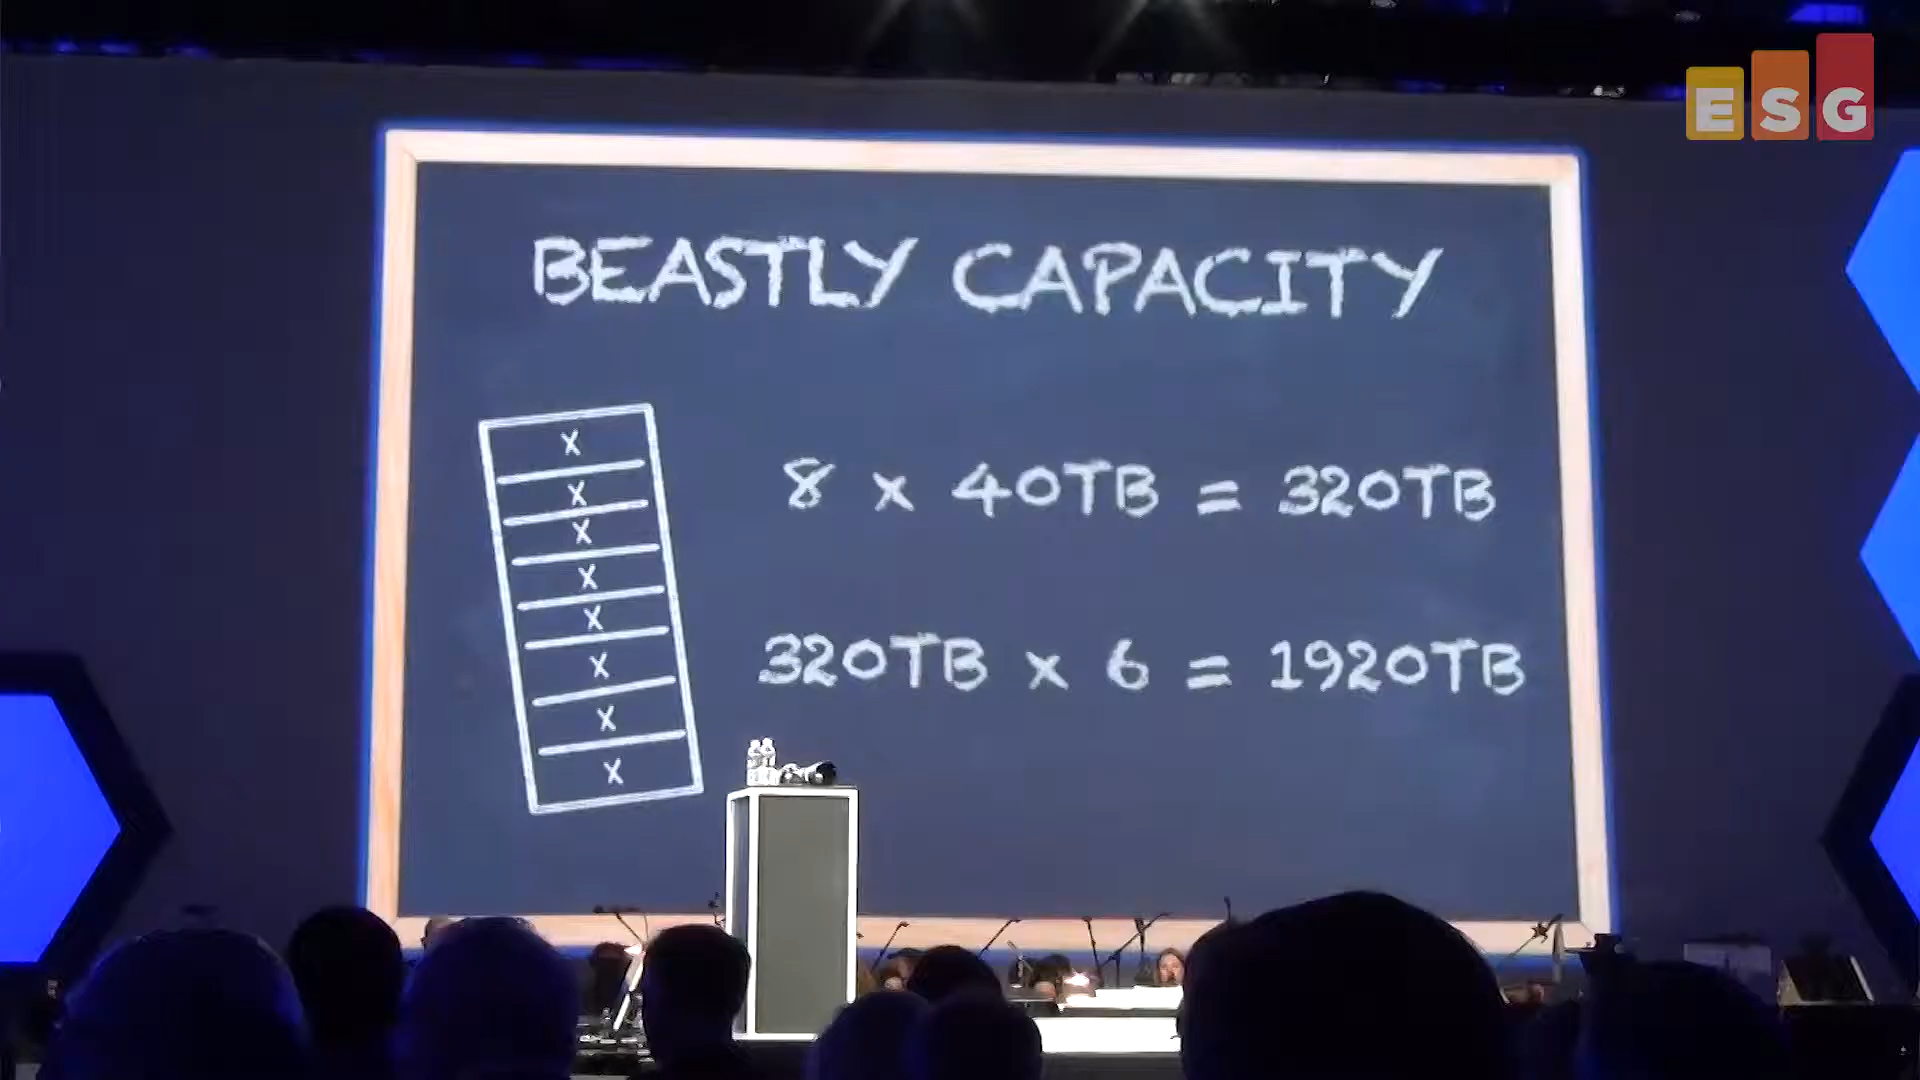 ESG
BEASTLY CAPACITY
X
X
X
X
X
X
X
X
8 x 40TB = 320TB
320TB x 6 = 1920TB